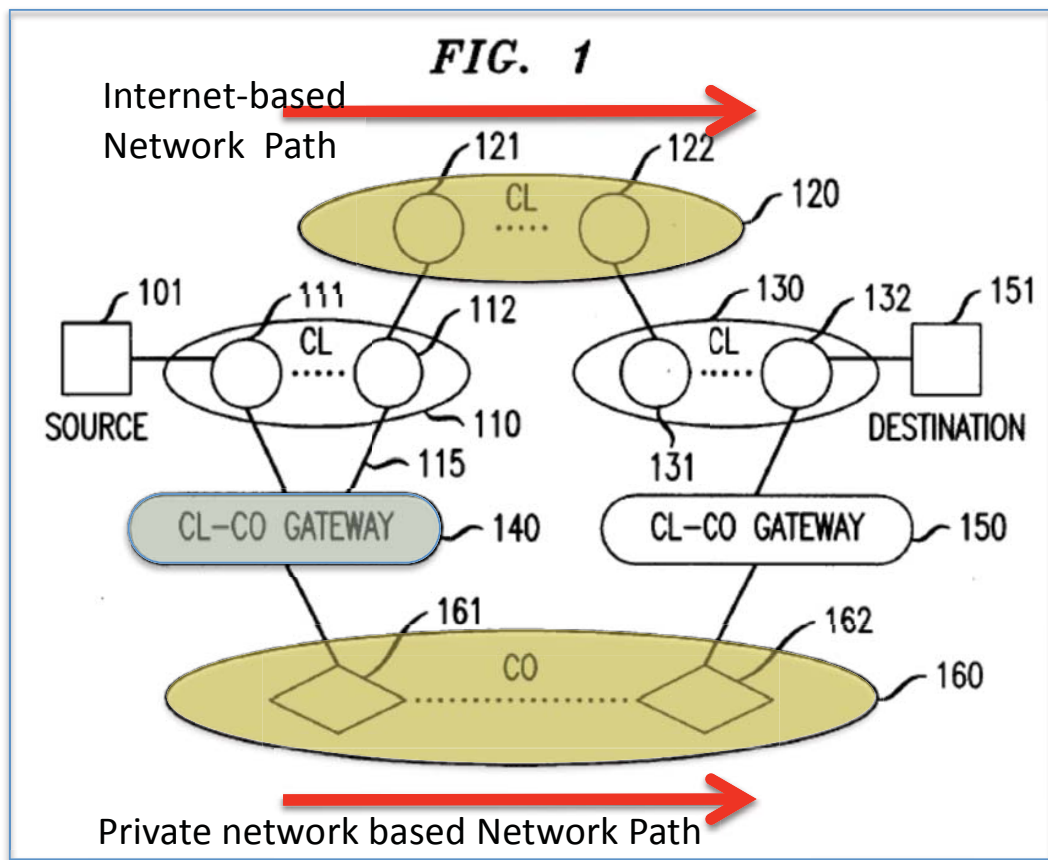 FIG. 1
Internet-based
Network Path
121
122
CL
120
101
111
112
130
132
151
CL
CL
SOURCE
110
131
DESTINATION
115
CL-CO GATEWAY
140
CL-CO GATEWAY
150
161
162
CO
160
Private network based Network Path